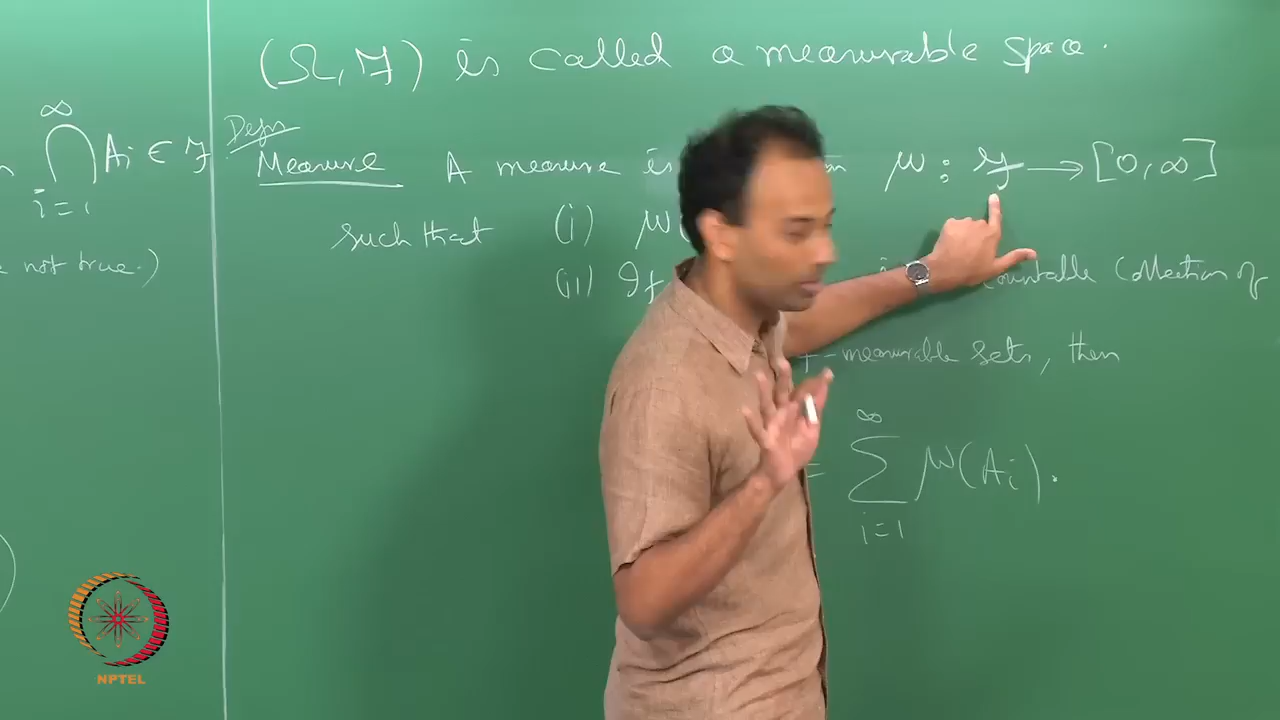 (Ω, ℱ) is called a measurable space.
∞
⋂ Ai ∈ ℱ
i=1
not true.)
Defn
Measure A measure is μ : ℱ → [0, ∞]
such that (i) μ(
(ii) If countable collection of
ℱ-measurable sets, then
= ∞
∑ μ(Ai).
i=1
NPTEL